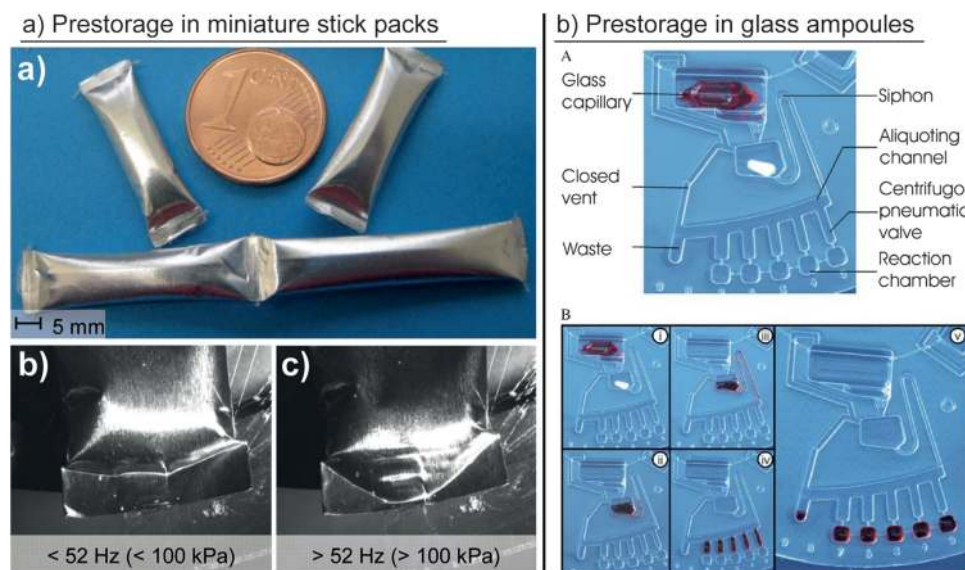 a) Prestorage in miniature stick packs
a)
1
5 mm
b)
< 52 Hz (< 100 kPa)
c)
> 52 Hz (> 100 kPa)
b) Prestorage in glass ampoules
A
Glass
capillary
Closed
vent
Waste
Siphon
Aliquoting
channel
Centrifugo
pneumatic
valve
Reaction
chamber
B
i
ii
iii
iv
v